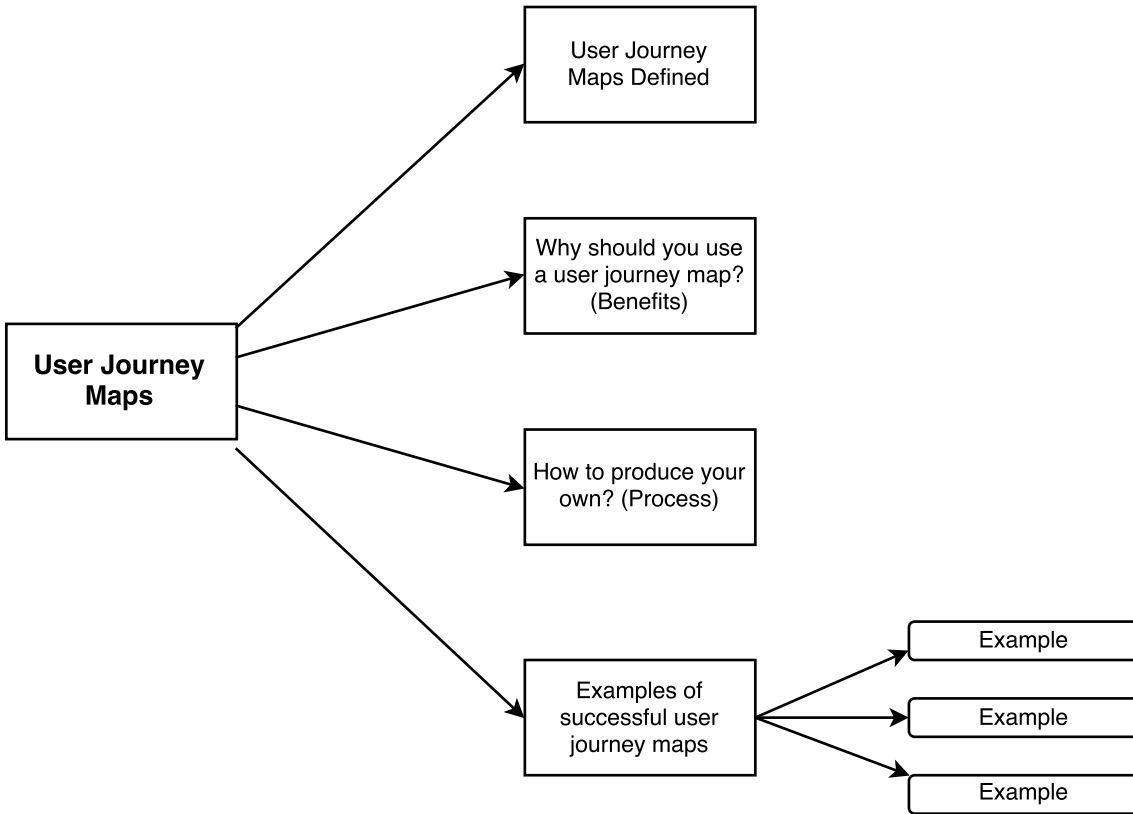 User Journey
Maps Defined
Why should you use
a user journey map?
(Benefits)
User Journey
Maps
How to produce your
own? (Process)
Examples of
successful user
journey maps
Example
Example
Example